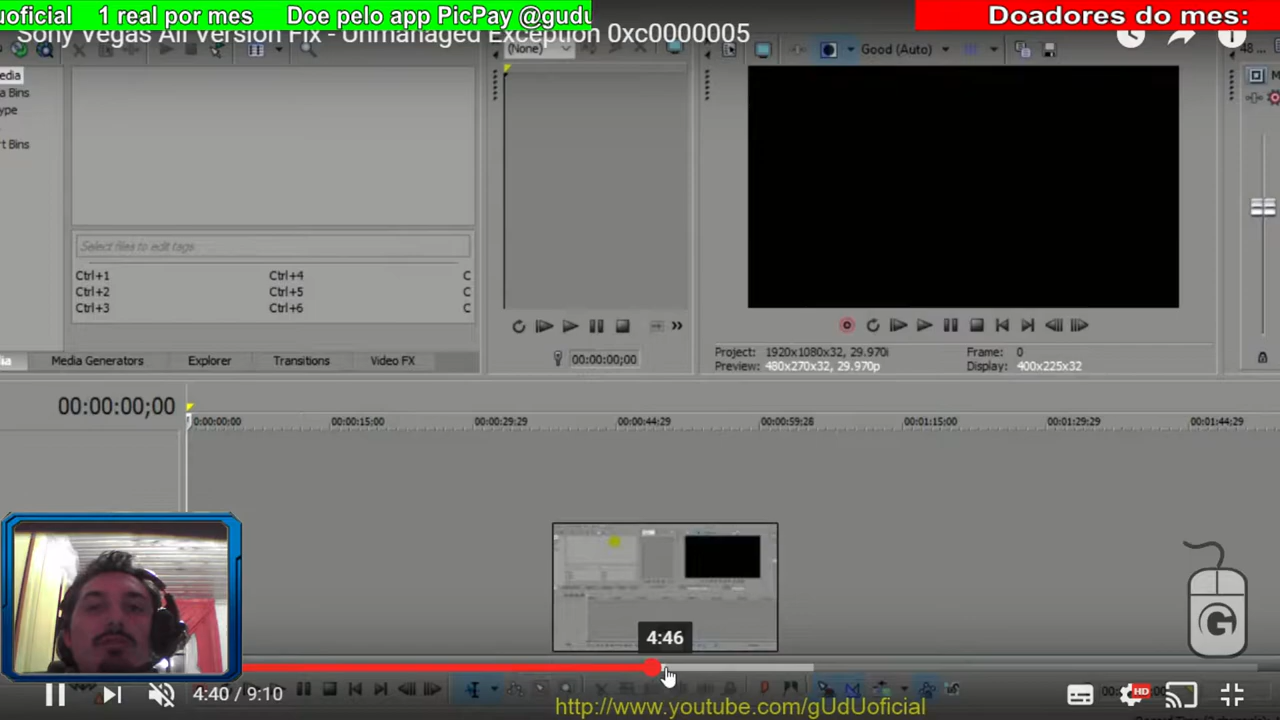 uoficial 1 real por mes Doe pelo app PicPay @gudu
Doadores do mes:
Sony Vegas All Version Fix - Unmanaged Exception 0xc0000005
(None)
Good (Auto)
48 ...
edia
a Bins
ype
rt Bins
Select files to edit tags
Ctrl+1 Ctrl+4 C
Ctrl+2 Ctrl+5 C
Ctrl+3 Ctrl+6 C
Media Generators Explorer Transitions Video FX
00:00:00;00
Project: 1920x1080x32, 29.970i Frame: 0
Preview: 480x270x32, 29.970p Display: 400x225x32
00:00:00;00
0:00:00;00 00:00:15;00 00:00:29;29 00:00:44;29 00:00:59;28 00:01:15;00 00:01:29;29 00:01:44;29
4:46
G
4:40 / 9:10
HD
http://www.youtube.com/gUdUoficial